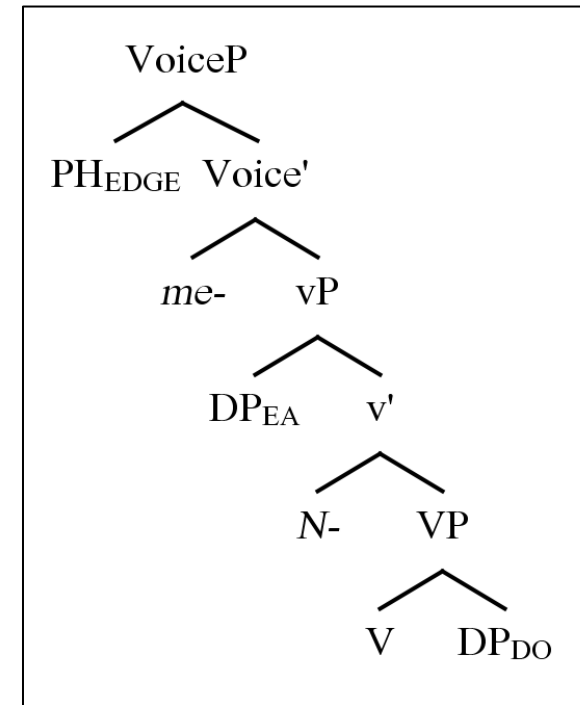 VoiceP
PHEDGE Voice'
me- vP
DPEA v'
N- VP
V DPDO